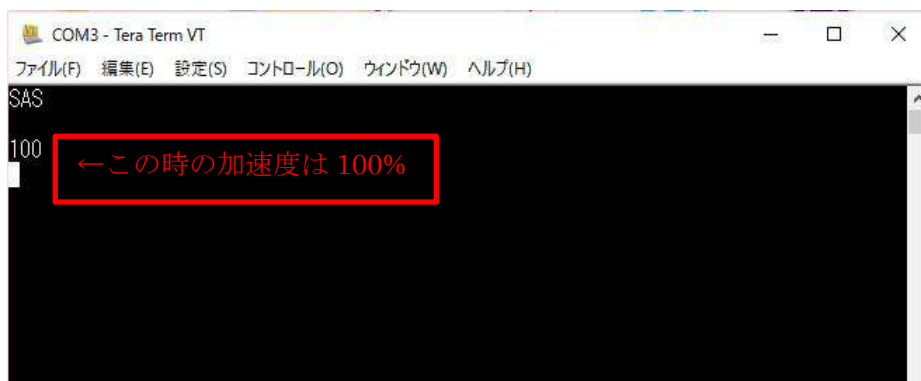 COM3 - Tera Term VT
ファイル(F) 編集(E) 設定(S) コントロール(O) ウィンドウ(W) ヘルプ(H)
SAS
100
←この時の加速度は 100%